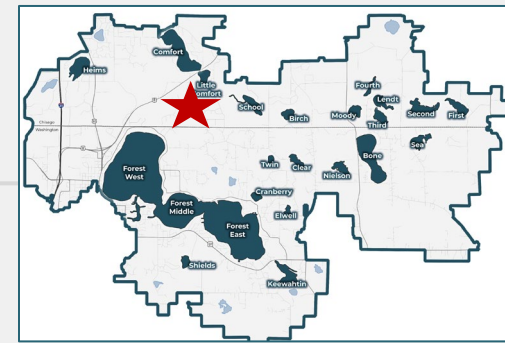 Comfort
Heims
Little
Comfort
School
Birch
Fourth
Lendt
Moody
Third
Second
First
Sea
Bone
Chisago
Washington
Forest
West
Twin
Clear
Nielson
Cranberry
Forest
Middle
Elwell
Forest
East
Shields
Keewahtin